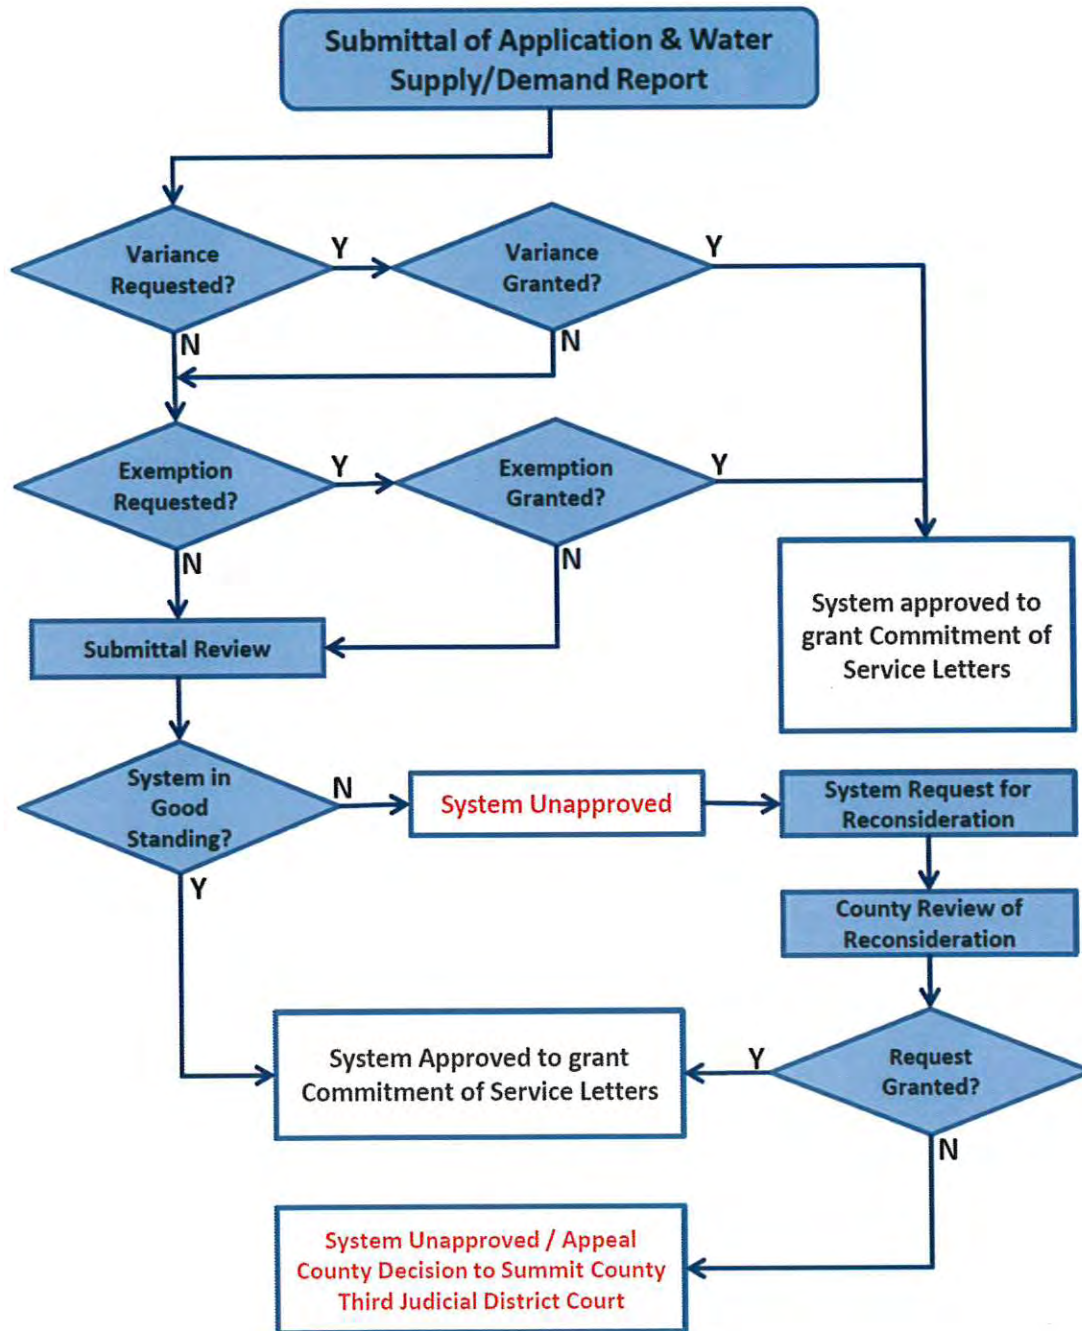 Submittal of Application & Water
Supply/Demand Report
Variance
Requested?
Y
Variance
Granted?
Y
N
N
Exemption
Requested?
Y
Exemption
Granted?
Y
N
N
System approved to
grant Commitment of
Service Letters
Submittal Review
System in
Good
Standing?
N
System Unapproved
System Request for
Reconsideration
Y
County Review of
Reconsideration
System Approved to grant
Commitment of Service Letters
Y
Request
Granted?
N
System Unapproved / Appeal
County Decision to Summit County
Third Judicial District Court